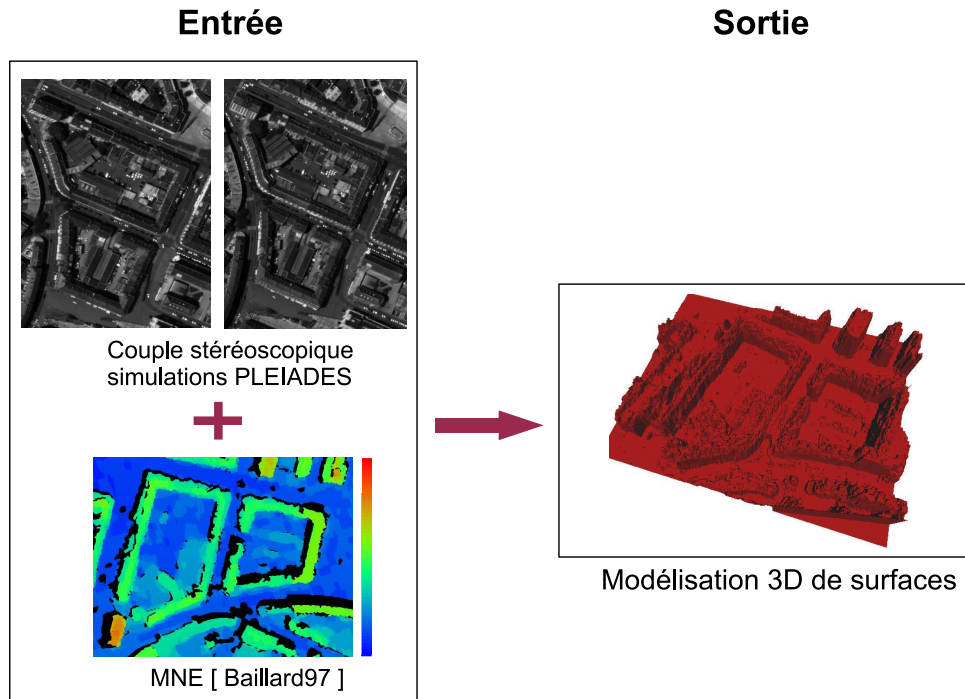 Entrée
Sortie
Couple stéréoscopique
simulations PLEIADES
MNE [ Baillard97 ]
Modélisation 3D de surfaces